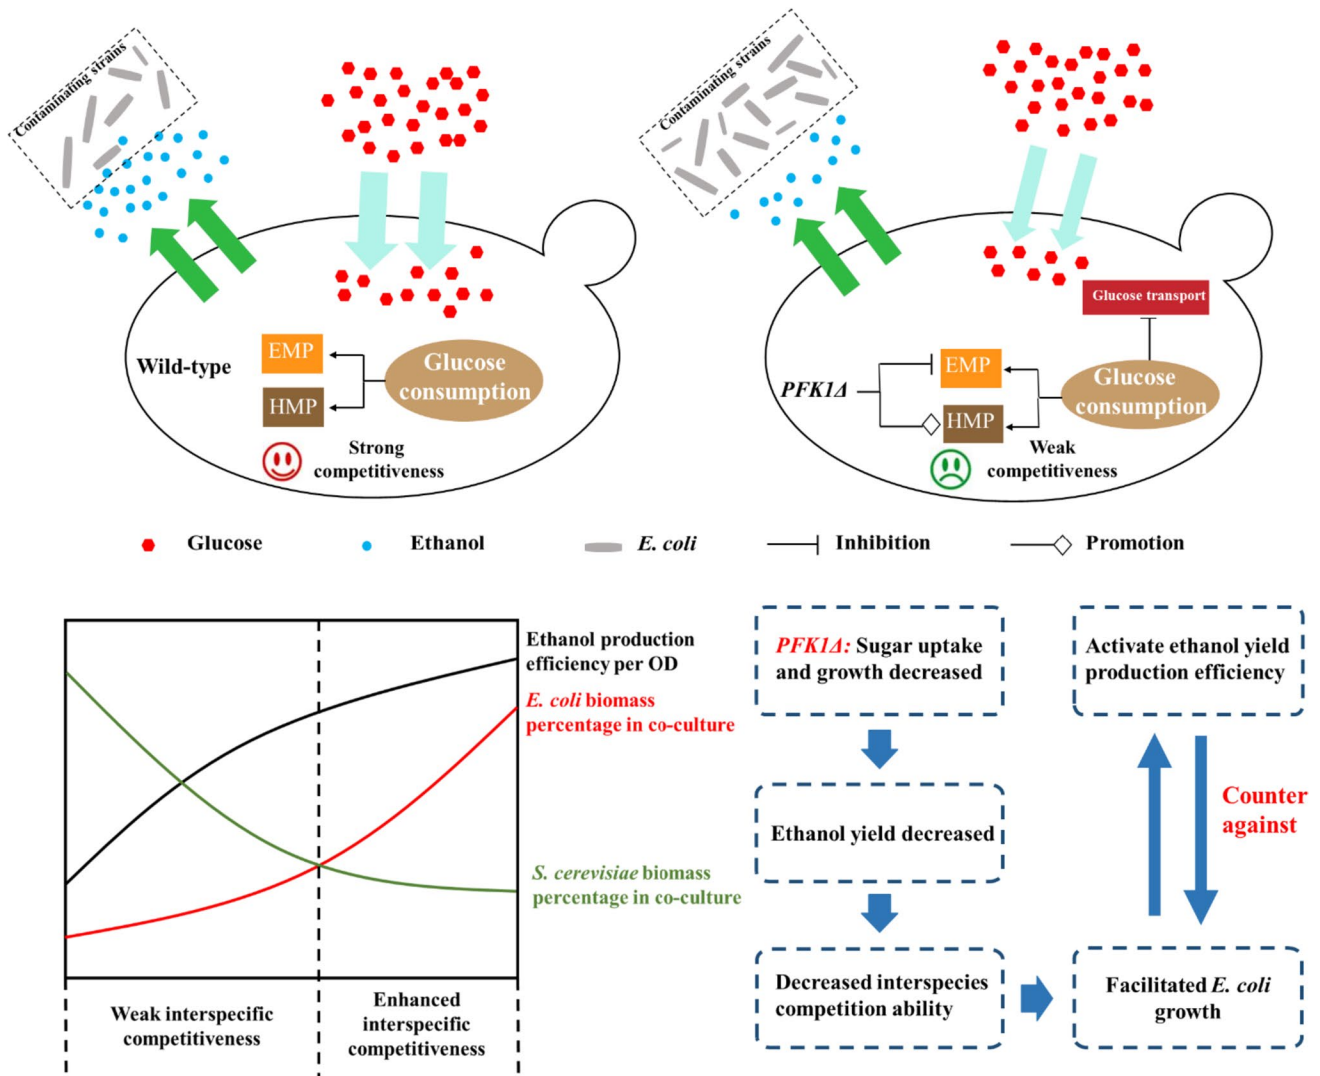 Contaminating strains
Wild-type
EMP
HMP
Glucose
consumption
Strong
competitiveness
Contaminating strains
Glucose transport
PFK1Δ
EMP
HMP
Glucose
consumption
Weak
competitiveness
Glucose
Ethanol
E. coli
Inhibition
Promotion
Ethanol production
efficiency per OD
E. coli biomass
percentage in co-culture
S. cerevisiae biomass
percentage in co-culture
Weak interspecific
competitiveness
Enhanced
interspecific
competitiveness
PFK1Δ: Sugar uptake
and growth decreased
Ethanol yield decreased
Decreased interspecies
competition ability
Activate ethanol yield
production efficiency
Counter
against
Facilitated E. coli
growth